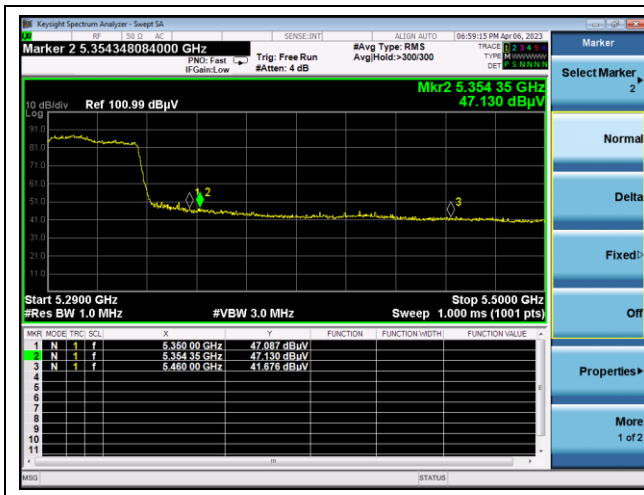 Keysight Spectrum Analyzer - Swept SA
RF 50 Ω AC SENSE:INT ALIGN AUTO 06:59:15 PM Apr 06, 2023
Marker 2 5.354348084000 GHz
PNO: Fast
IFGain:Low
Trig: Free Run
#Atten: 4 dB
#Avg Type: RMS
Avg|Hold:>300/300
TRACE 1 2 3 4 5 6
TYPE MWWWWW
DET P S N N N N
Mkr2 5.354 35 GHz
47.130 dBµV
10 dB/div Ref 100.99 dBµV
Log
91.0
81.0
71.0
61.0
51.0
41.0
31.0
21.0
11.0
1
2
3
Start 5.2900 GHz Stop 5.5000 GHz
#Res BW 1.0 MHz #VBW 3.0 MHz Sweep 1.000 ms (1001 pts)
MKR MODE TRC SCL X Y FUNCTION FUNCTION WIDTH FUNCTION VALUE
1 N 1 f 5.350 00 GHz 47.087 dBµV
2 N 1 f 5.354 35 GHz 47.130 dBµV
3 N 1 f 5.460 00 GHz 41.676 dBµV
4
5
6
7
8
9
10
11
MSG STATUS
Marker
Select Marker
2
Normal
Delta
Fixed
Off
Properties
More
1 of 2